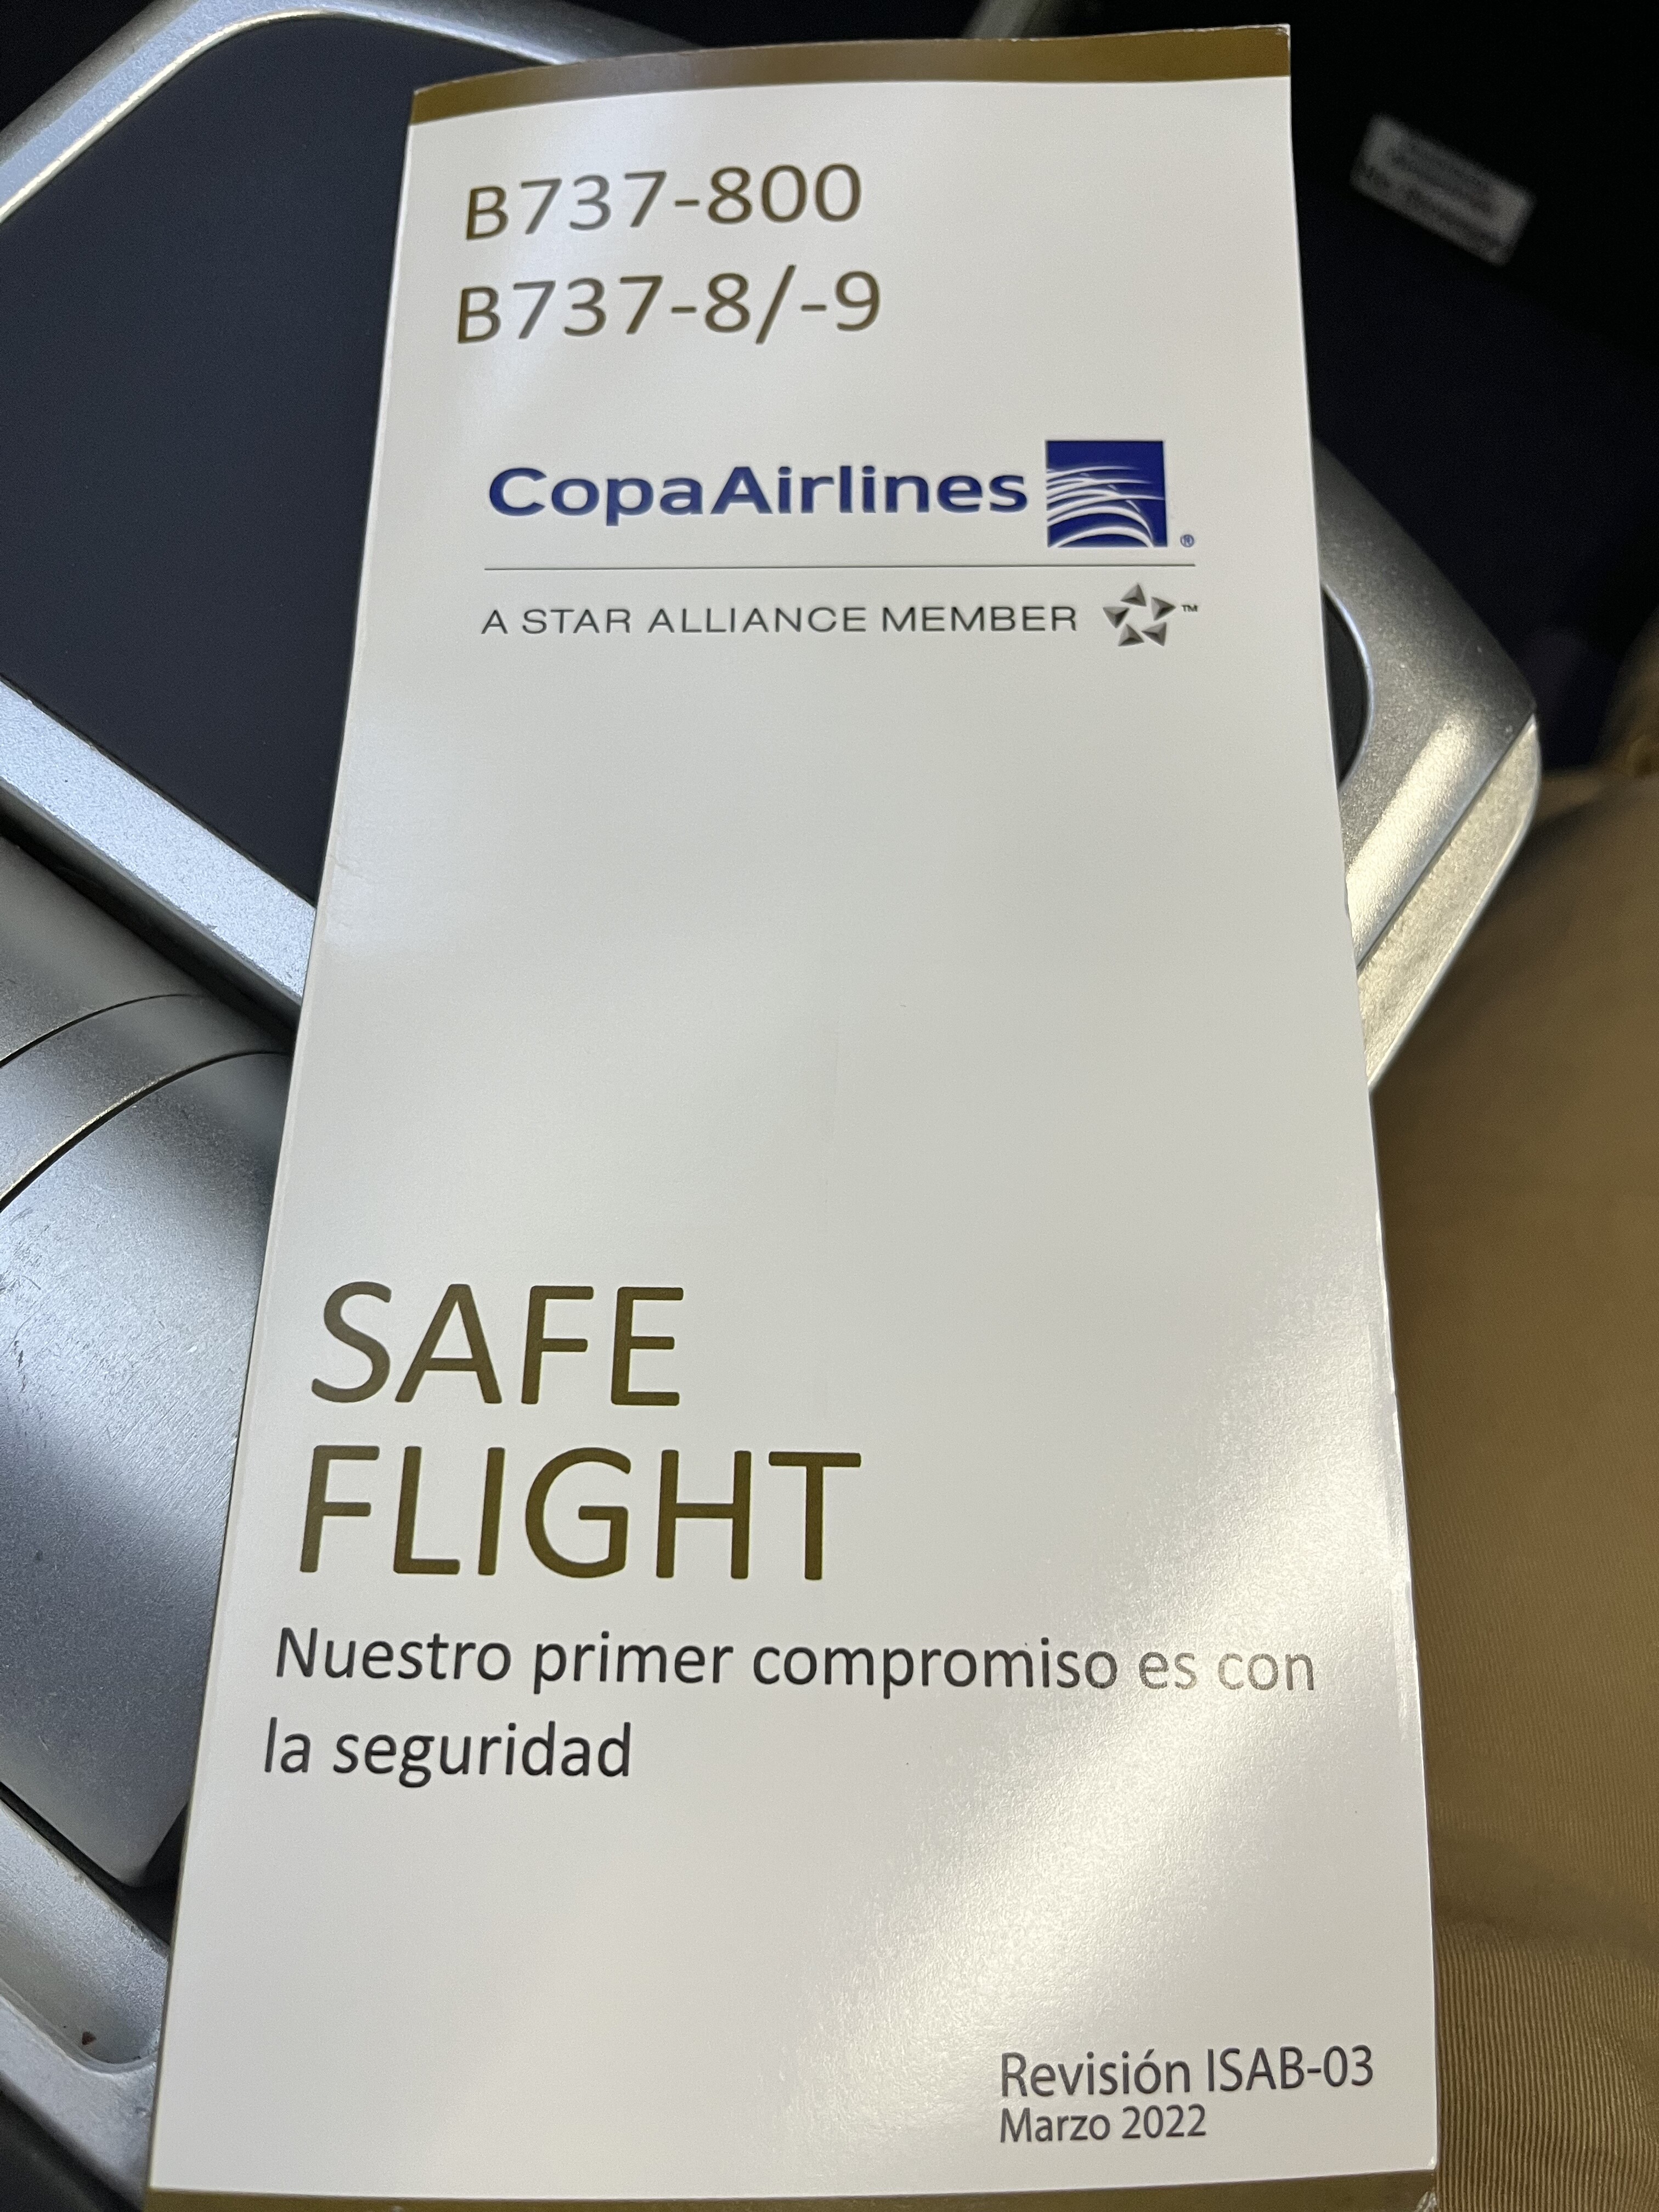 B737-800
B737-8/-9
CopaAirlines ®
A STAR ALLIANCE MEMBER ™
SAFE
FLIGHT
Nuestro primer compromiso es con
la seguridad
Revisión ISAB-03
Marzo 2022